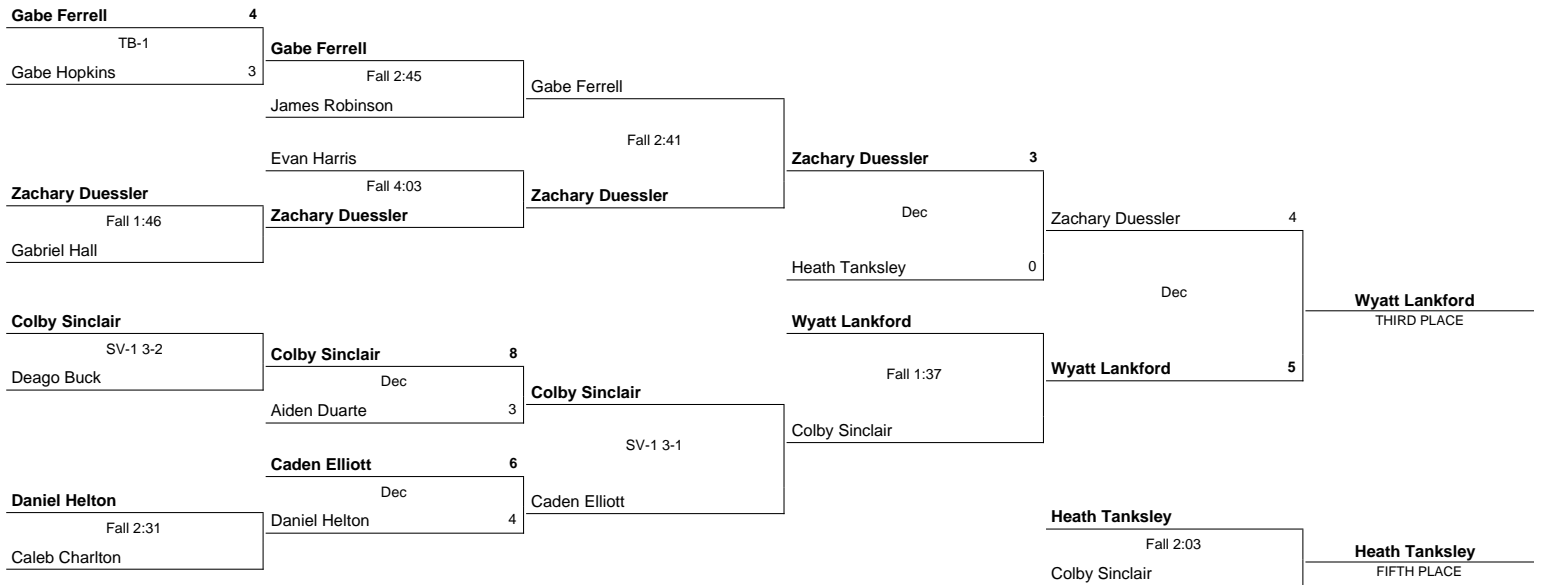 Gabe Ferrell 4
TB-1
Gabe Hopkins 3
Zachary Duessler
Fall 1:46
Gabriel Hall
Colby Sinclair
SV-1 3-2
Deago Buck
Daniel Helton
Fall 2:31
Caleb Charlton
Gabe Ferrell
Fall 2:45
James Robinson
Evan Harris
Fall 4:03
Zachary Duessler
Colby Sinclair 8
Dec
Aiden Duarte 3
Caden Elliott 6
Dec
Daniel Helton 4
Gabe Ferrell
Fall 2:41
Zachary Duessler
Colby Sinclair
SV-1 3-1
Caden Elliott
Zachary Duessler 3
Dec
Heath Tanksley 0
Wyatt Lankford
Fall 1:37
Colby Sinclair
Zachary Duessler 4
Dec
Wyatt Lankford 5
Wyatt Lankford
THIRD PLACE
Heath Tanksley
Fall 2:03
Colby Sinclair
Heath Tanksley
FIFTH PLACE